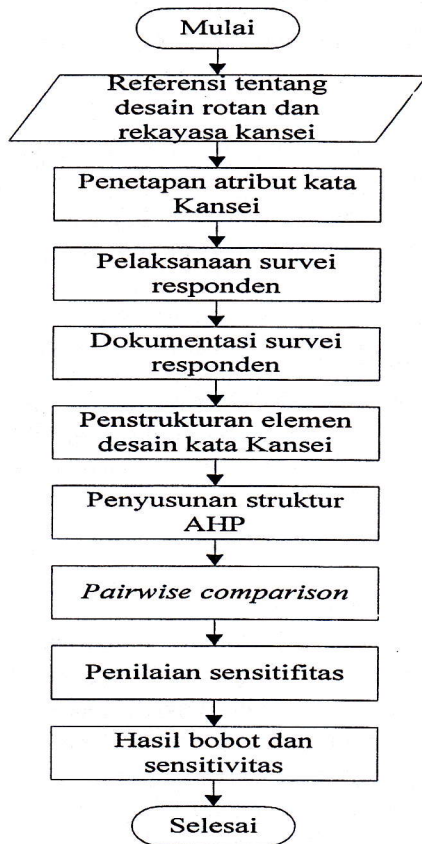 Mulai
Referensi tentang
desain rotan dan
rekayasa kansei
Penetapan atribut kata
Kansei
Pelaksanaan survei
responden
Dokumentasi survei
responden
Penstrukturan elemen
desain kata Kansei
Penyusunan struktur
AHP
Pairwise comparison
Penilaian sensitifitas
Hasil bobot dan
sensitivitas
Selesai